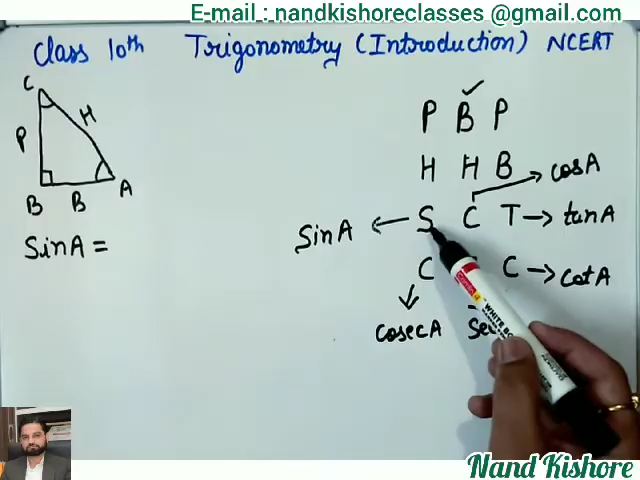 E-mail : nandkishoreclasses @gmail.com
Class 10th Trigonometry (Introduction) NCERT
C
P H
B B A
SinA =
P B P
H H B
cosA
SinA S C T tanA
C C cotA
cosecA
Nand Kishore